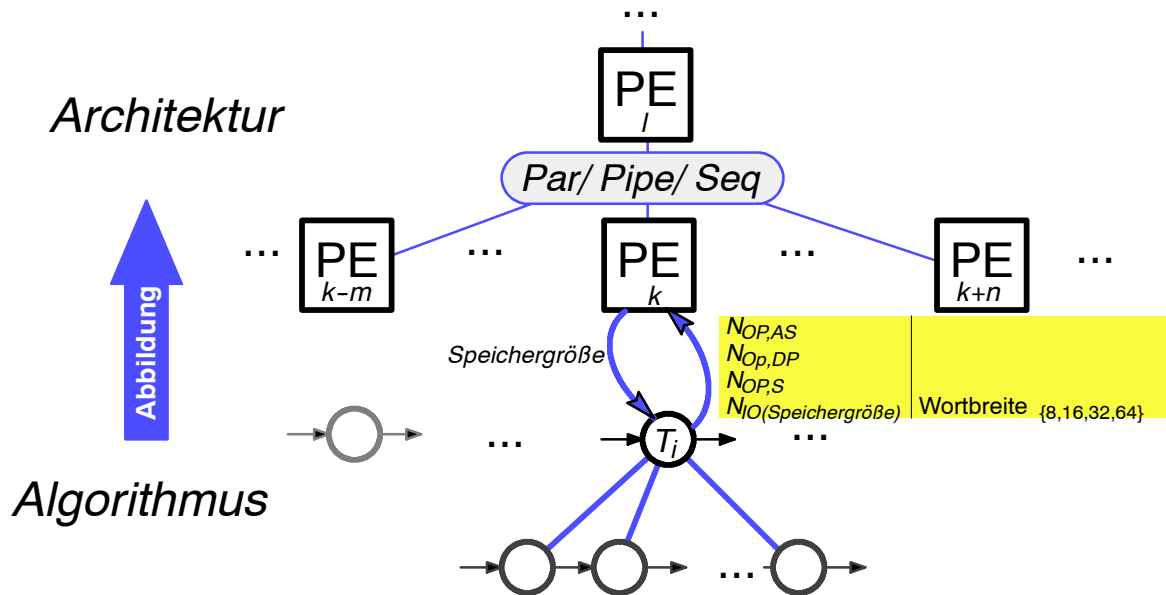 ...
PE
l
Architektur
Par/ Pipe/ Seq
... PE ... PE ... PE ...
k-m k k+n
Abbildung
Speichergröße
N_OP,AS
N_Op,DP
N_OP,S
N_IO(Speichergröße) Wortbreite {8,16,32,64}
... T_i ...
Algorithmus
...